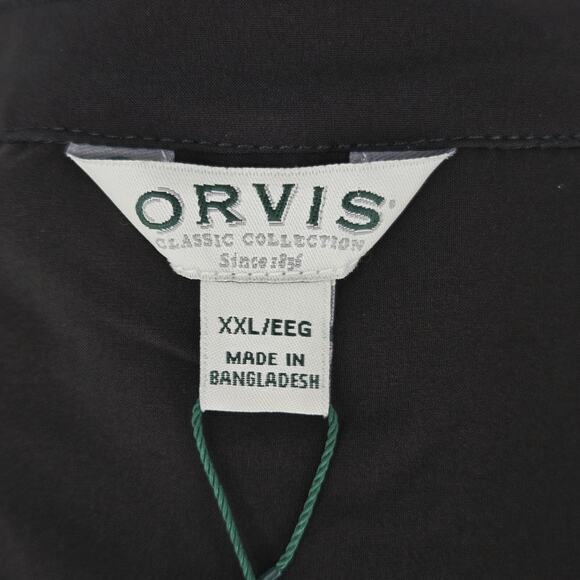 ORVIS
CLASSIC COLLECTION
Since 1856
XXL/EEG
MADE IN
BANGLADESH